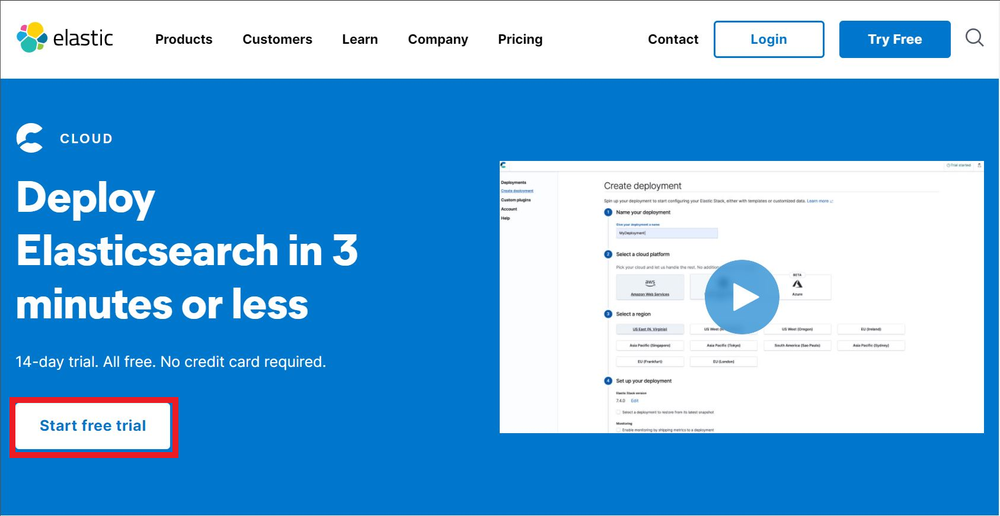 elastic
Products Customers Learn Company Pricing Contact Login Try Free
CLOUD
Deploy
Elasticsearch in 3
minutes or less
14-day trial. All free. No credit card required.
Start free trial
Trial started
Deployments
Create deployment
Custom plugins
Account
Help
Create deployment
Spin up your deployment to start configuring your Elastic Stack, either with templates or customized data. Learn more
1 Name your deployment
Give your deployment a name
MyDeployment
2 Select a cloud platform
Pick your cloud and let us handle the rest. No
aws
Amazon Web Services
BETA
Azure
3 Select a region
US East (N. Virginia) US West US West (Oregon) EU (Ireland)
Asia Pacific (Singapore) Asia Pacific (Tokyo) South America (Sao Paulo) Asia Pacific (Sydney)
EU (Frankfurt) EU (London)
4 Set up your deployment
Elastic Stack version
7.4.0 Edit
Select a deployment to restore from its latest snapshot
Monitoring
Enable monitoring by shipping metrics to a deployment